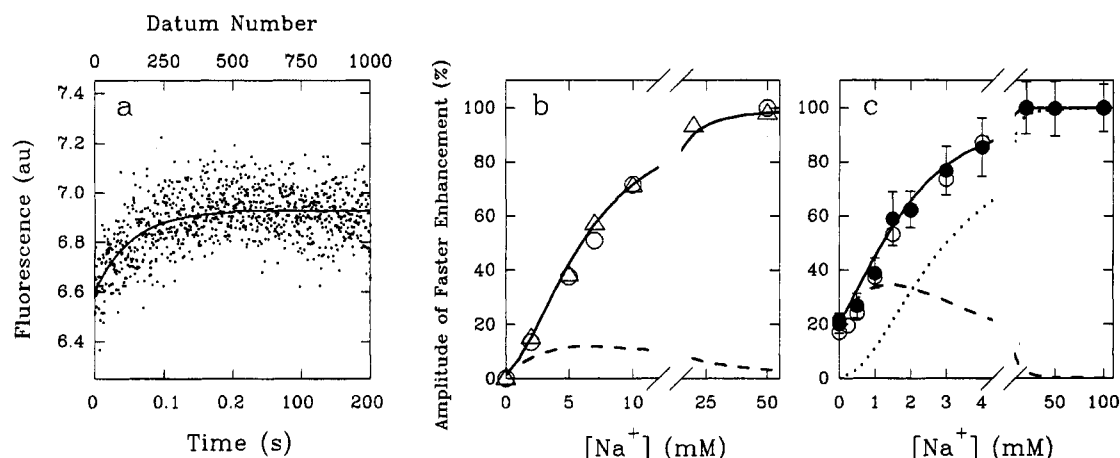 Datum Number
0 250 500 750 1000
a
7.4
7.2
7.0
6.8
6.6
6.4
Fluorescence (au)
0 0.1 0.2 100 200
Time (s)
b
Amplitude of Faster Enhancement (%)
100
80
60
40
20
0
0 5 10 20 50
[Na+] (mM)
c
100
80
60
40
20
0
0 1 2 3 4 50 100
[Na+] (mM)